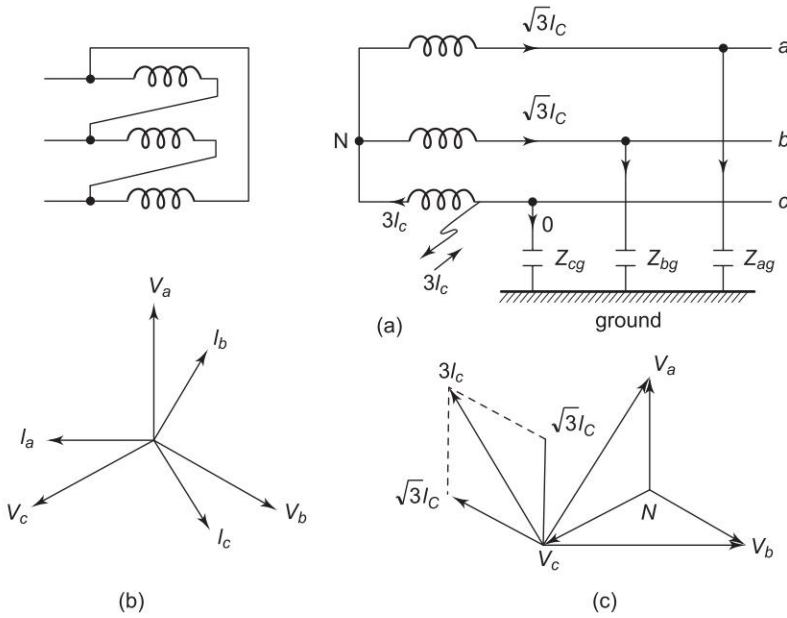 √3I_C
a
√3I_C
N
b
c
3I_c
0
Z_cg
Z_bg
Z_ag
3I_c
ground
(a)
V_a
I_b
I_a
V_c
I_c
V_b
(b)
3I_c
V_a
√3I_C
√3I_C
N
V_c
V_b
(c)